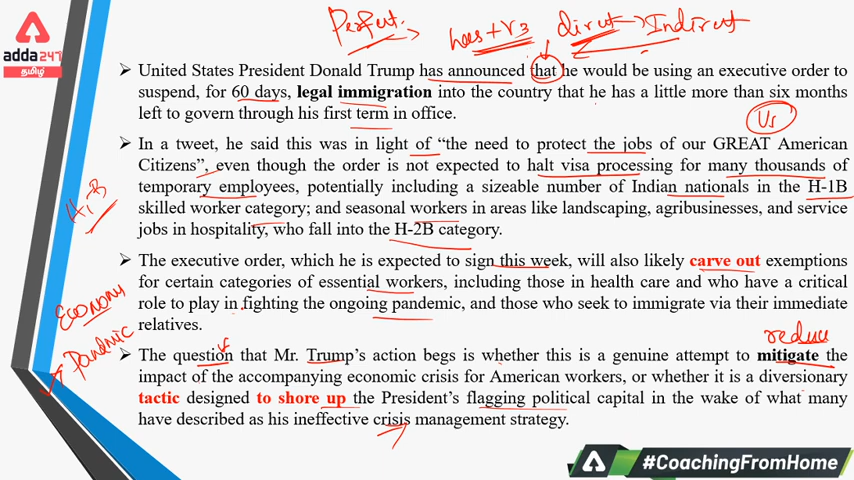 Perfect.
has + V3
direct → Indirect
adda247
தமிழ்
United States President Donald Trump has announced that he would be using an executive order to
suspend, for 60 days, legal immigration into the country that he has a little more than six months
left to govern through his first term in office.
Us
In a tweet, he said this was in light of “the need to protect the jobs of our GREAT American
Citizens”, even though the order is not expected to halt visa processing for many thousands of
temporary employees, potentially including a sizeable number of Indian nationals in the H-1B
skilled worker category; and seasonal workers in areas like landscaping, agribusinesses, and service
jobs in hospitality, who fall into the H-2B category.
H1B
The executive order, which he is expected to sign this week, will also likely carve out exemptions
for certain categories of essential workers, including those in health care and who have a critical
role to play in fighting the ongoing pandemic, and those who seek to immigrate via their immediate
relatives.
Economy
Pandmic
reduce
The question that Mr. Trump’s action begs is whether this is a genuine attempt to mitigate the
impact of the accompanying economic crisis for American workers, or whether it is a diversionary
tactic designed to shore up the President’s flagging political capital in the wake of what many
have described as his ineffective crisis management strategy.
#CoachingFromHome